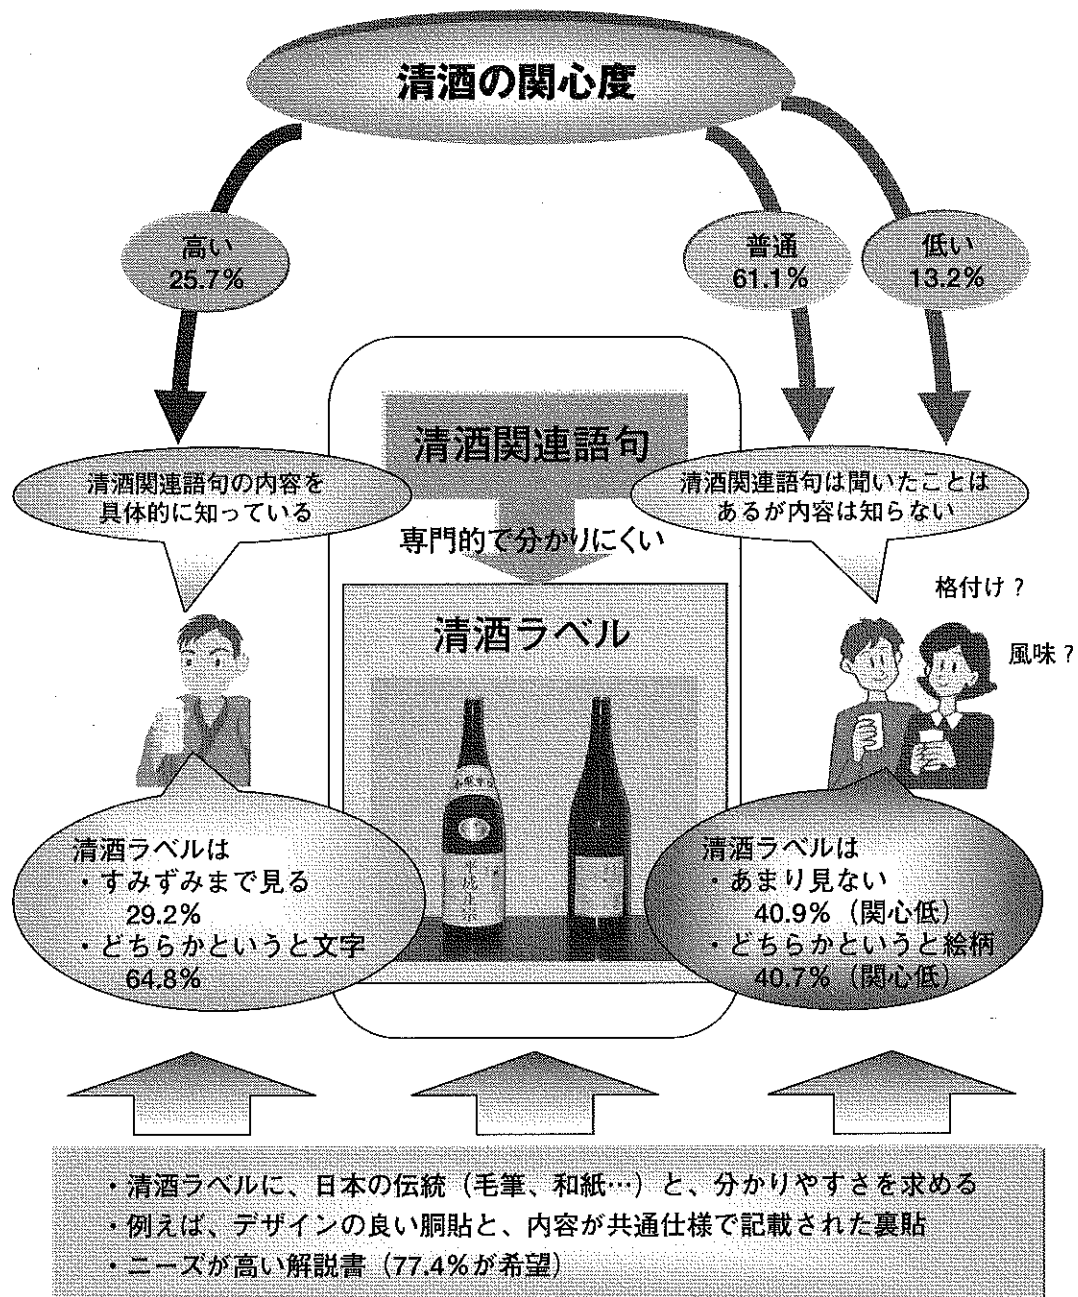 清酒の関心度
高い
25.7%
普通
61.1%
低い
13.2%
清酒関連語句
専門的で分かりにくい
清酒ラベル
清酒関連語句の内容を
具体的に知っている
清酒関連語句は聞いたことは
あるが内容は知らない
格付け?
風味?
清酒ラベルは
・すみずみまで見る
29.2%
・どちらかというと文字
64.8%
清酒ラベルは
・あまり見ない
40.9%(関心低)
・どちらかというと絵柄
40.7%(関心低)
・清酒ラベルに、日本の伝統(毛筆、和紙…)と、分かりやすさを求める
・例えば、デザインの良い胴貼と、内容が共通仕様で記載された裏貼
・ニーズが高い解説書(77.4%が希望)